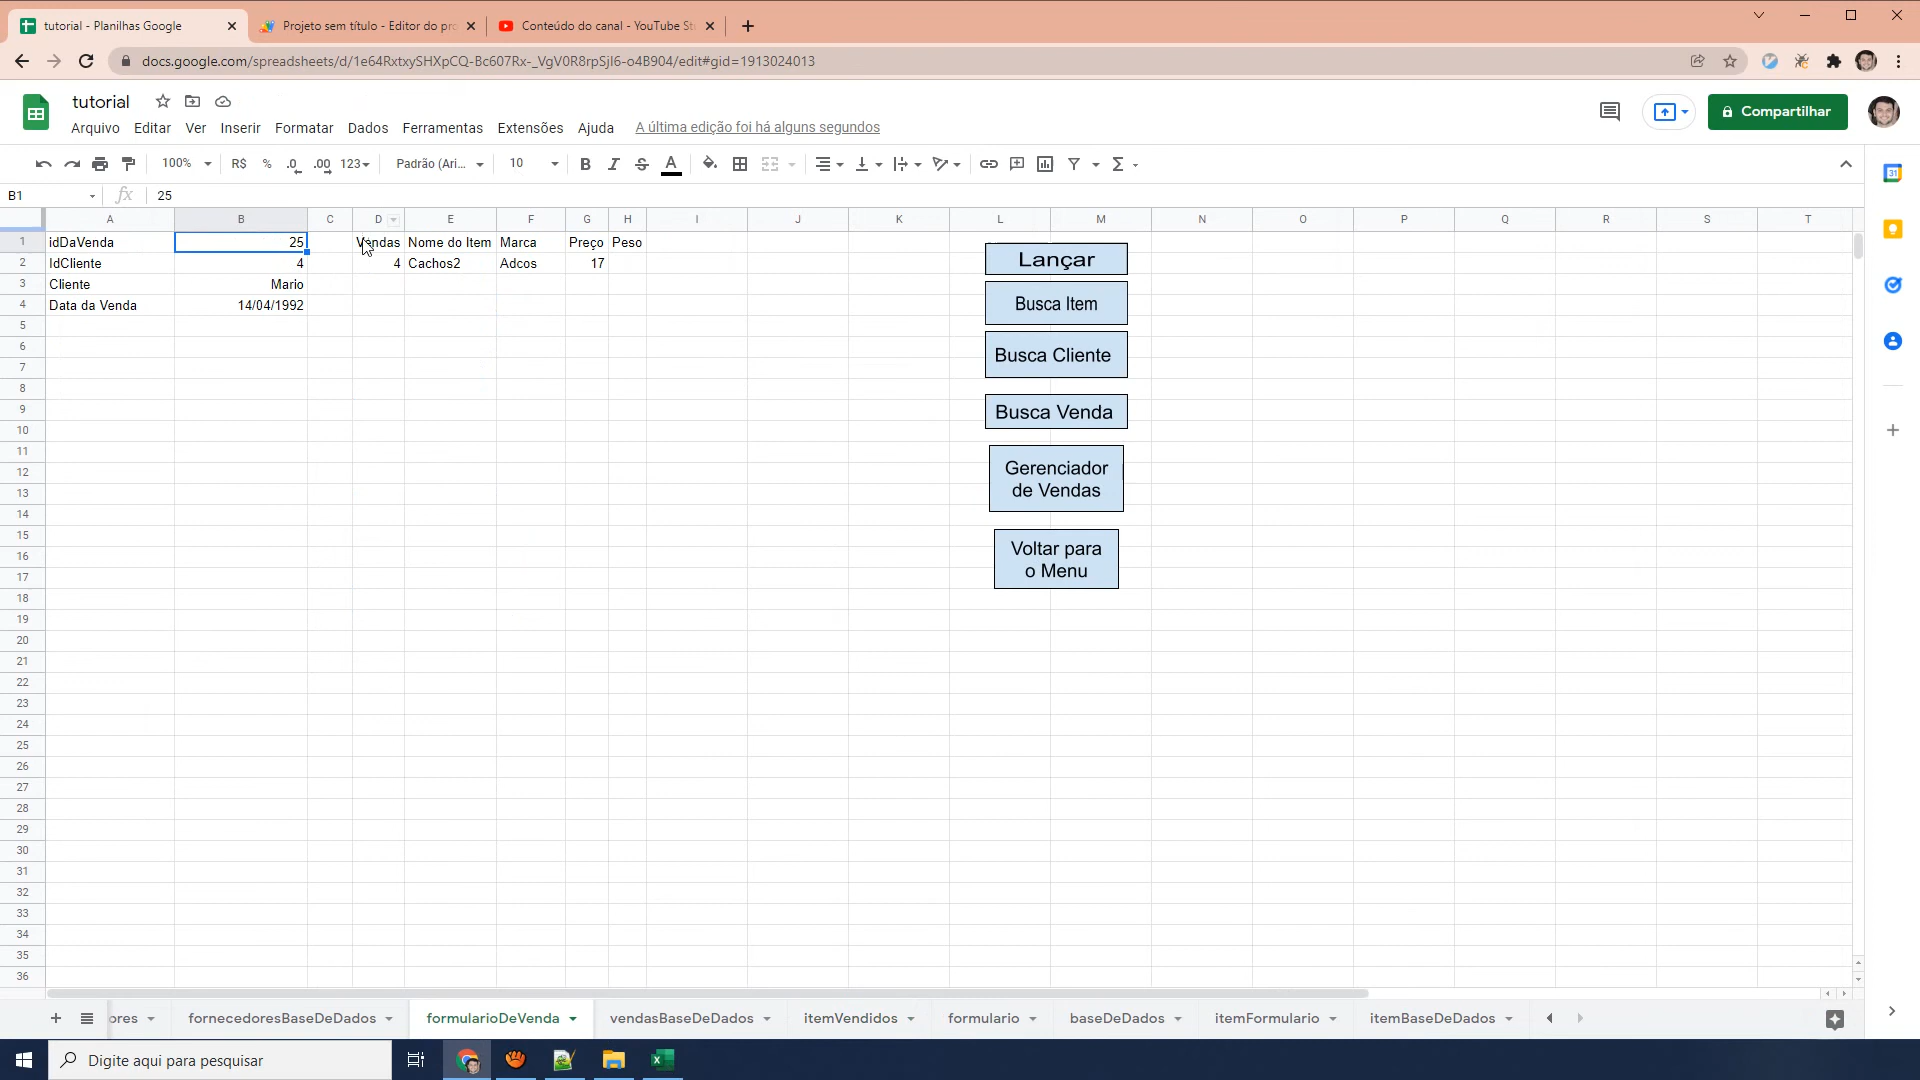 tutorial - Planilhas Google
Projeto sem título - Editor do pro
Conteúdo do canal - YouTube St
docs.google.com/spreadsheets/d/1e64RxtxySHXpCQ-Bc607Rx-_VgV0R8rpSjI6-o4B904/edit#gid=1913024013
tutorial
Arquivo Editar Ver Inserir Formatar Dados Ferramentas Extensões Ajuda A última edição foi há alguns segundos
Compartilhar
100% R$ % .0 .00 123 Padrão (Ari... 10 B I S A
31
B1 fx 25
A B C D E F G H I J K L M N O P Q R S T
1 idDaVenda 25 Vendas Nome do Item Marca Preço Peso
2 IdCliente 4 4 Cachos2 Adcos 17
3 Cliente Mario
4 Data da Venda 14/04/1992
5
6
7
8
9
10
11
12
13
14
15
16
17
18
19
20
21
22
23
24
25
26
27
28
29
30
31
32
33
34
35
36
Lançar
Busca Item
Busca Cliente
Busca Venda
Gerenciador
de Vendas
Voltar para
o Menu
ores fornecedoresBaseDeDados formularioDeVenda vendasBaseDeDados itemVendidos formulario baseDeDados itemFormulario itemBaseDeDados
Digite aqui para pesquisar